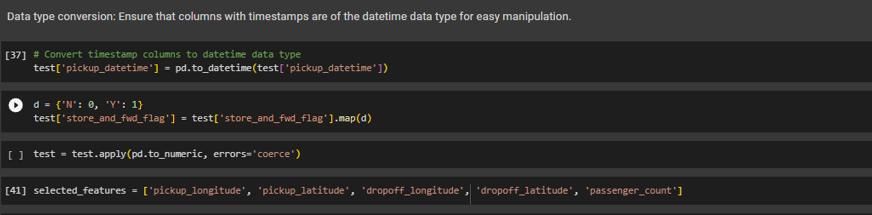 Data type conversion: Ensure that columns with timestamps are of the datetime data type for easy manipulation.
[37] # Convert timestamp columns to datetime data type
test['pickup_datetime'] = pd.to_datetime(test['pickup_datetime'])
d = {'N': 0, 'Y': 1}
test['store_and_fwd_flag'] = test['store_and_fwd_flag'].map(d)
[ ] test = test.apply(pd.to_numeric, errors='coerce')
[41] selected_features = ['pickup_longitude', 'pickup_latitude', 'dropoff_longitude', 'dropoff_latitude', 'passenger_count']